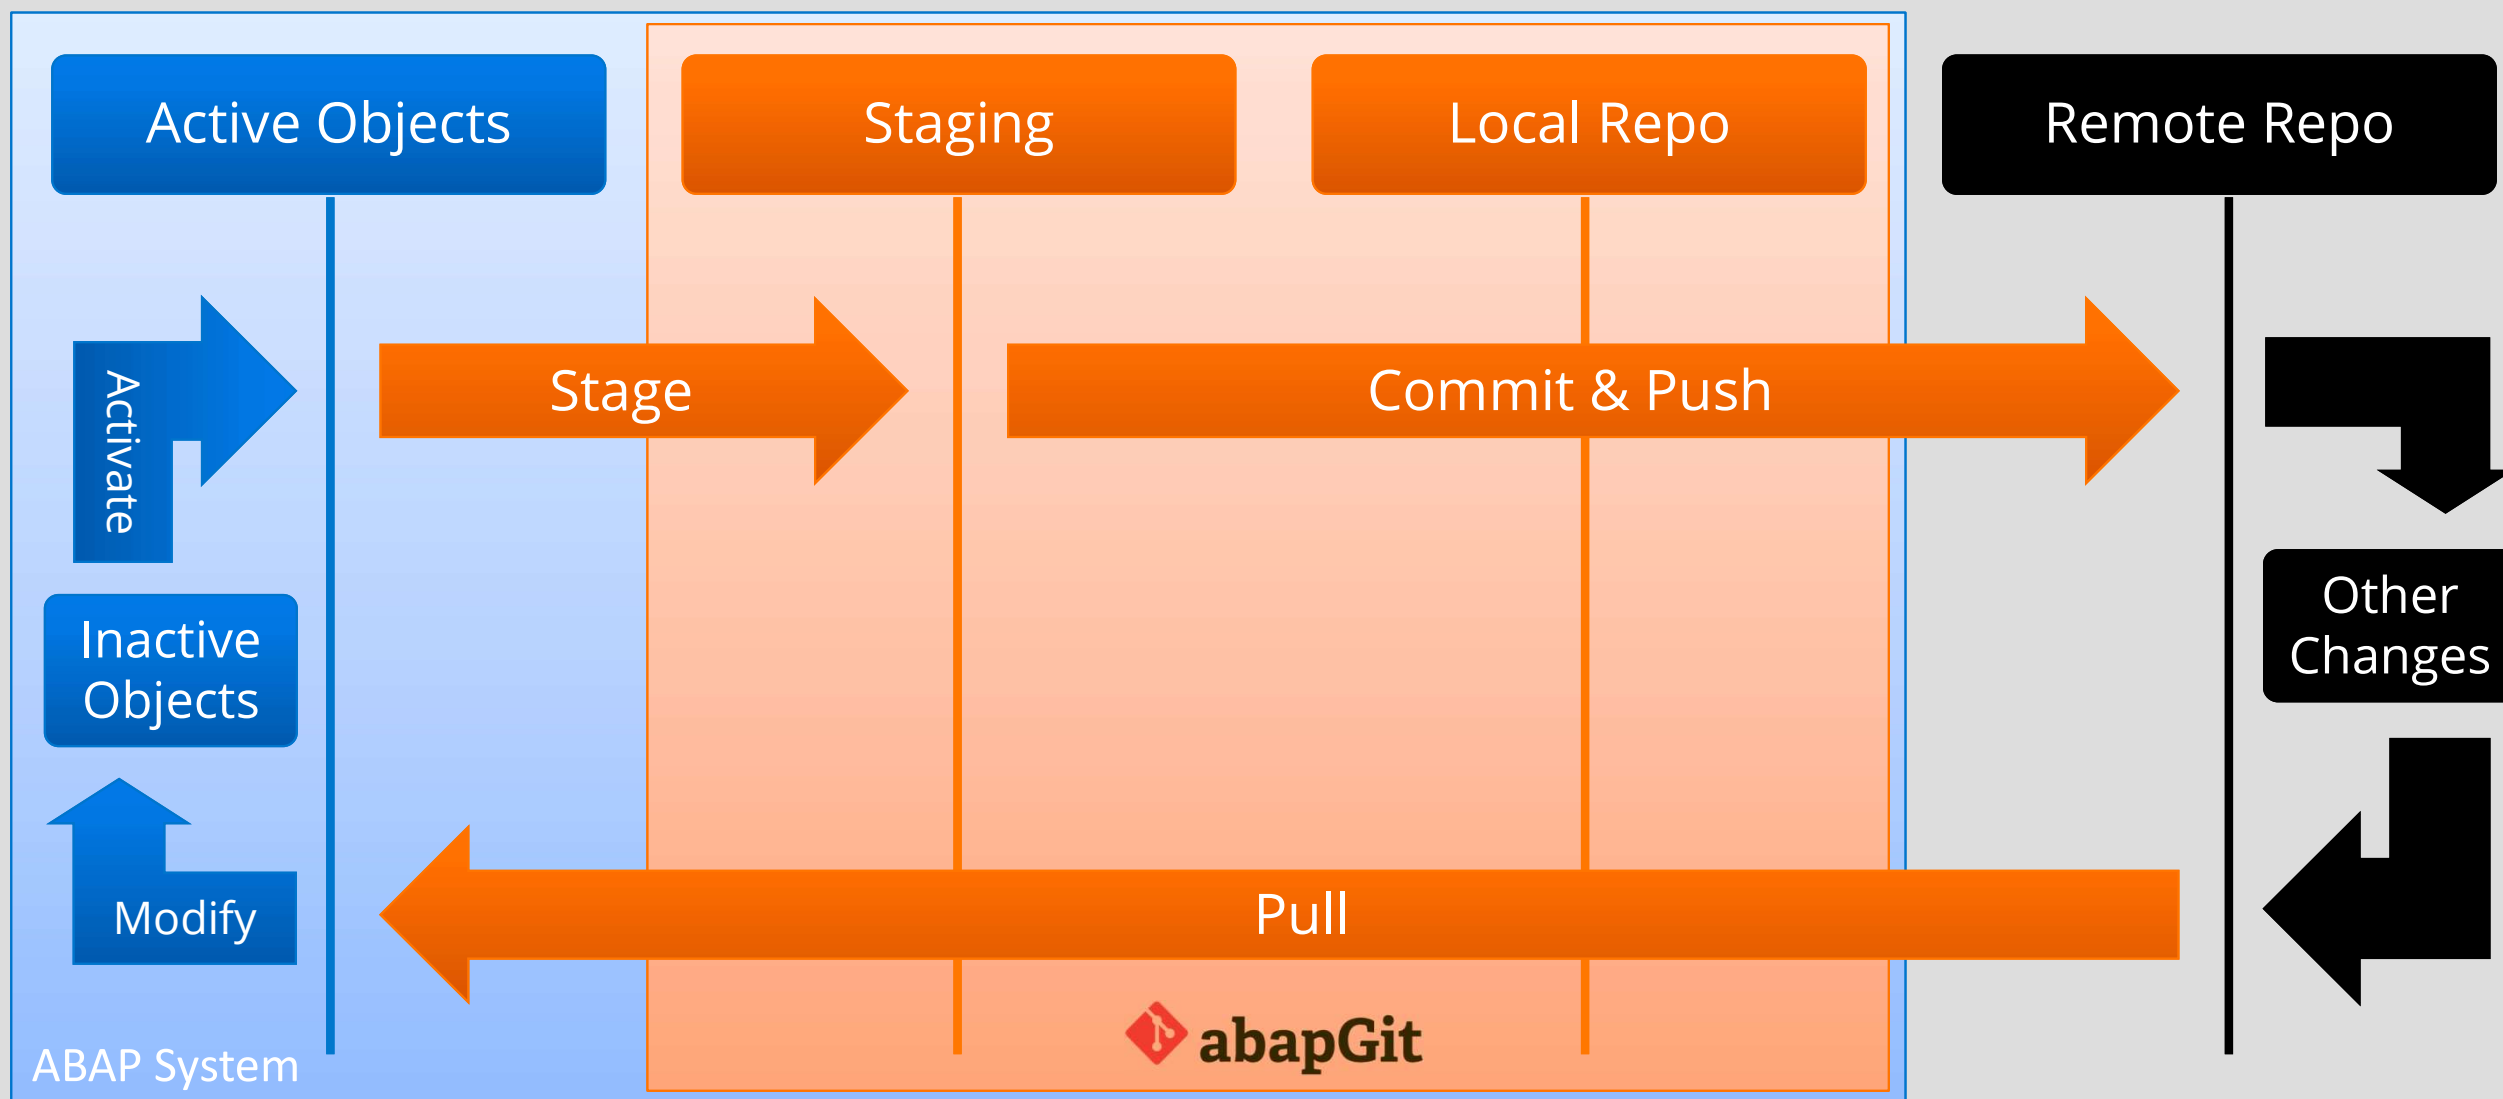 Active Objects
Staging
Local Repo
Remote Repo
Activate
Stage
Commit & Push
Inactive
Objects
Other
Changes
Modify
Pull
abapGit
ABAP System